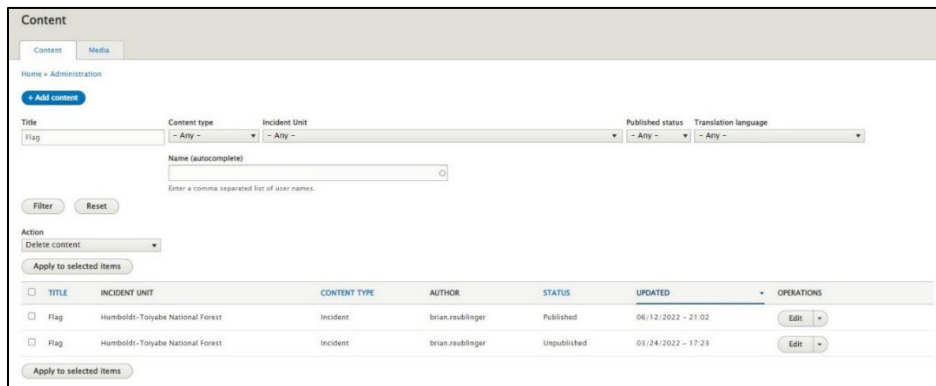 Content
Content Media
Home » Administration
+ Add content
Title Content type Incident Unit Published status Translation language
Flag - Any - - Any - - Any - - Any -
Name (autocomplete)
Enter a comma separated list of user names.
Filter Reset
Action
Delete content
Apply to selected items
TITLE INCIDENT UNIT CONTENT TYPE AUTHOR STATUS UPDATED OPERATIONS
Flag Humboldt-Toiyabe National Forest Incident brian.reublinger Published 06/12/2022 - 21:02 Edit
Flag Humboldt-Toiyabe National Forest Incident brian.reublinger Unpublished 03/24/2022 - 17:23 Edit
Apply to selected items